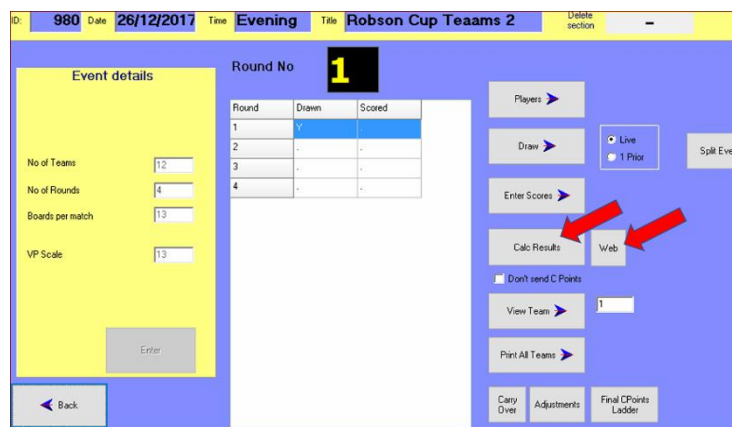 ID: 980 Date 26/12/2017 Time Evening Title Robson Cup Teaams 2 Delete section –
Event details
Round No 1
Round Drawn Scored
1 Y .
2 . .
3 . .
4 . .
No of Teams 12
No of Rounds 4
Boards per match 13
VP Scale 13
Enter
Back
Players
Draw
Live
1 Prior
Split Eve
Enter Scores
Calc Results
Web
Don't send C Points
View Team
1
Print All Teams
Carry Over
Adjustments
Final CPoints Ladder